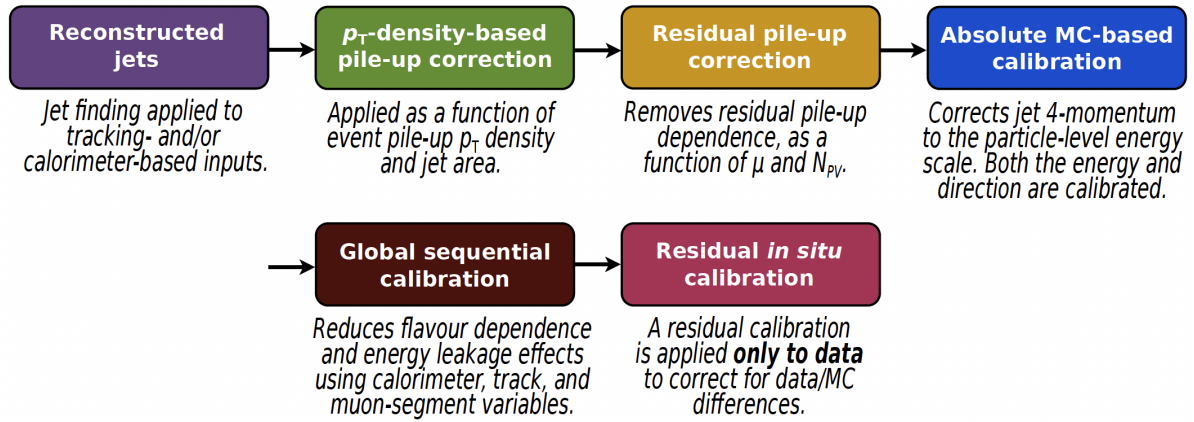 Reconstructed
jets
Jet finding applied to
tracking- and/or
calorimeter-based inputs.
pT-density-based
pile-up correction
Applied as a function of
event pile-up pT density
and jet area.
Residual pile-up
correction
Removes residual pile-up
dependence, as a
function of µ and NPV.
Absolute MC-based
calibration
Corrects jet 4-momentum
to the particle-level energy
scale. Both the energy and
direction are calibrated.
Global sequential
calibration
Reduces flavour dependence
and energy leakage effects
using calorimeter, track, and
muon-segment variables.
Residual in situ
calibration
A residual calibration
is applied only to data
to correct for data/MC
differences.